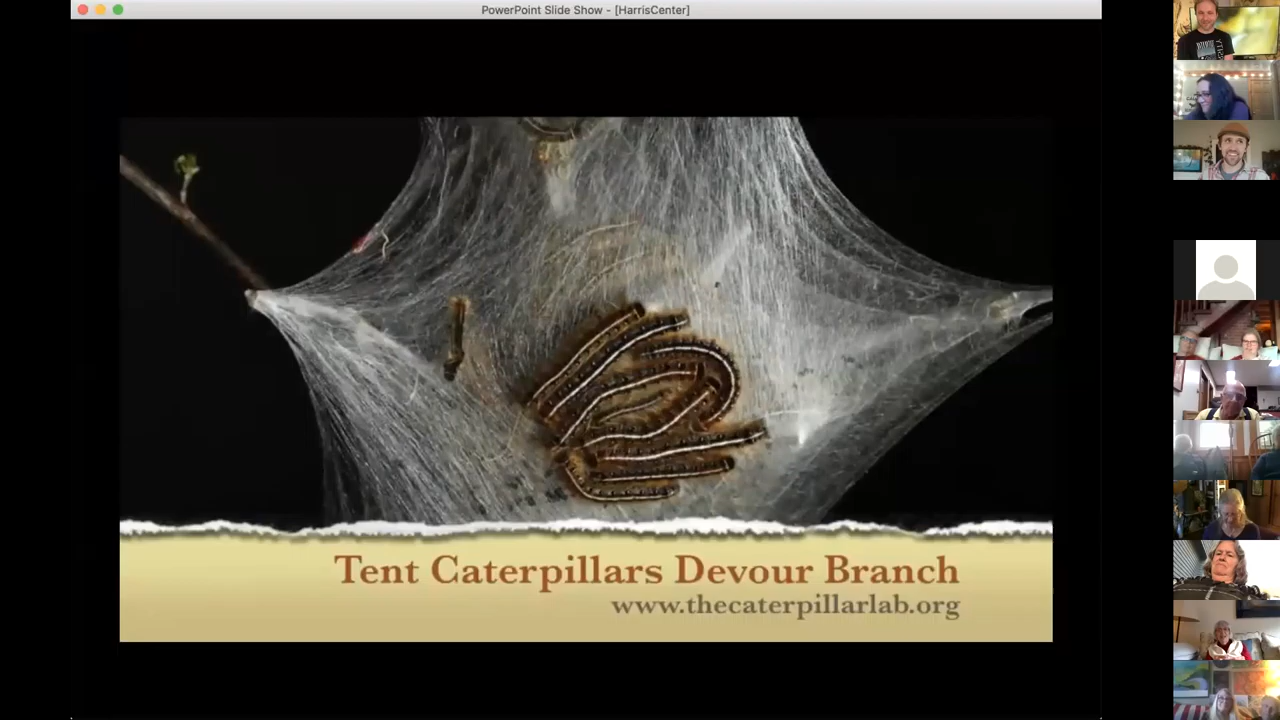 PowerPoint Slide Show - [HarrisCenter]
Tent Caterpillars Devour Branch
www.thecaterpillarlab.org